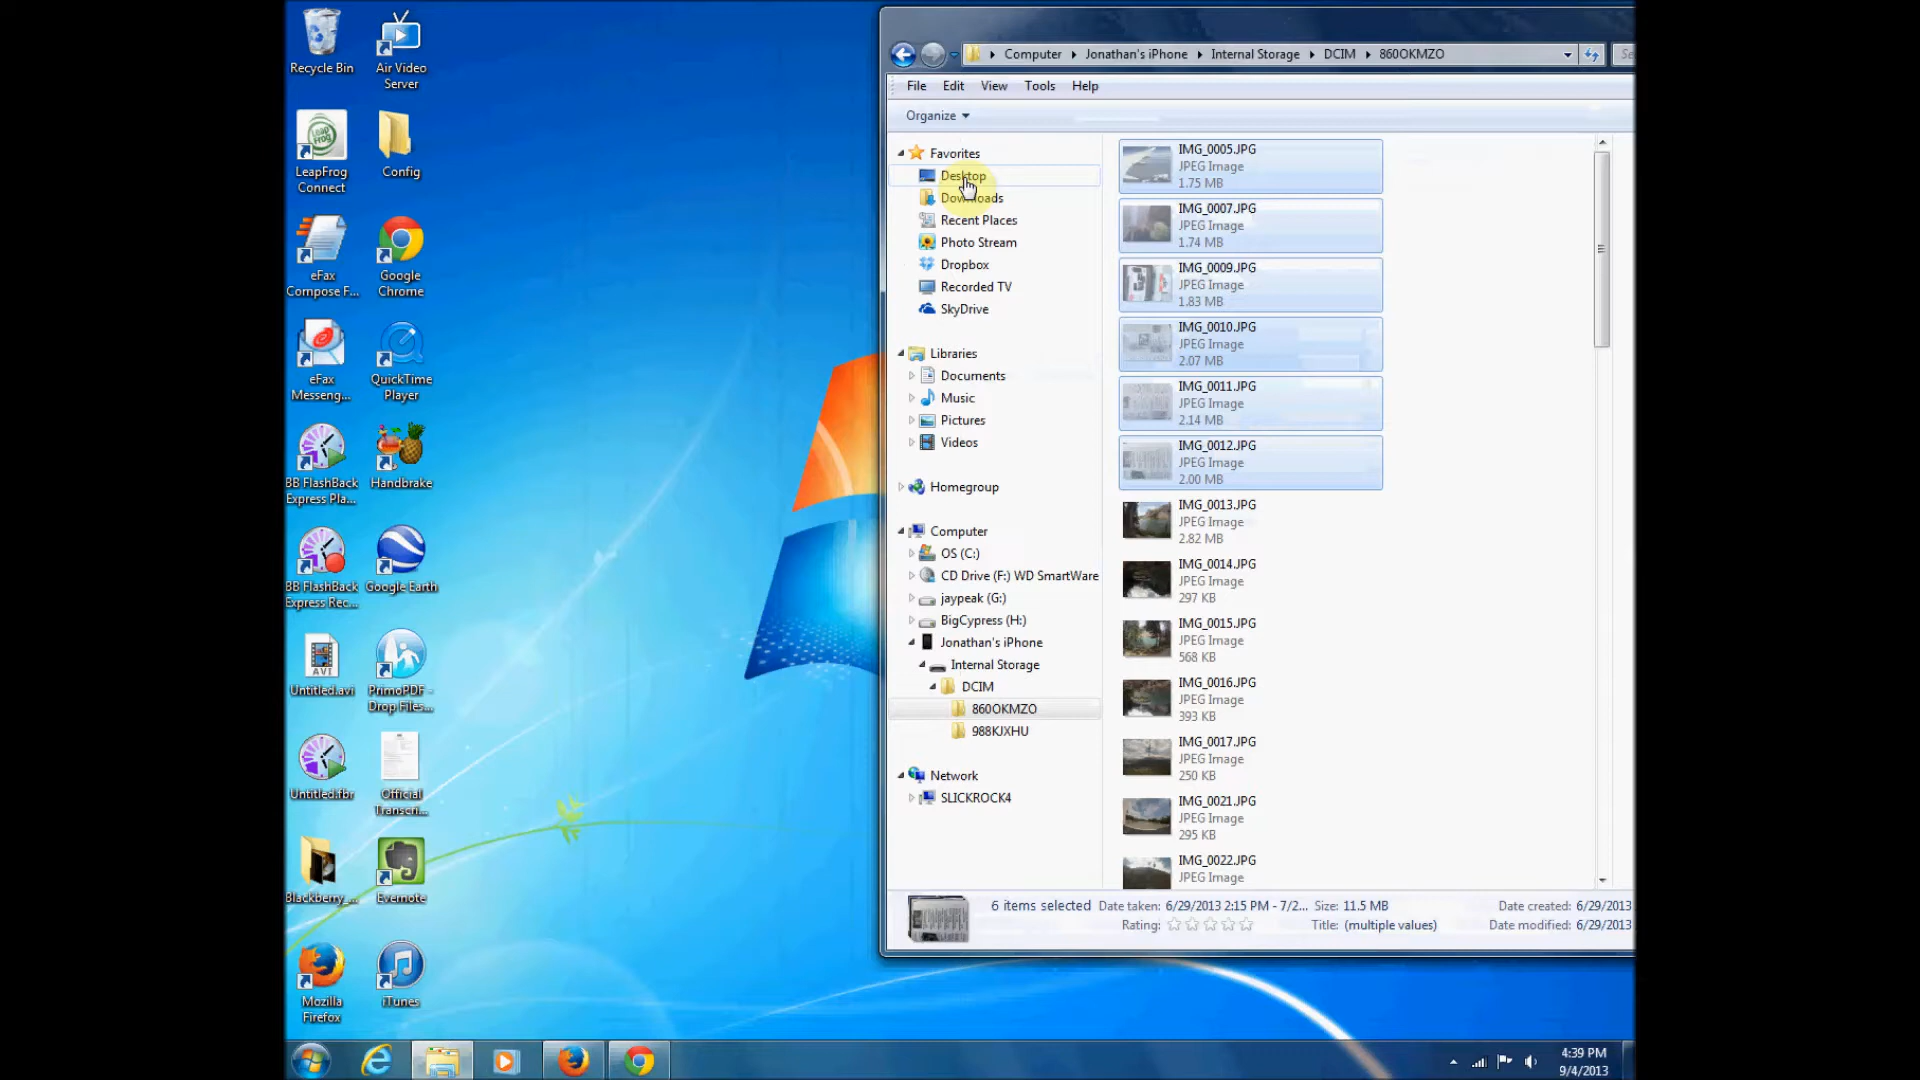 Recycle Bin
Air Video
Server
LeapFrog
Connect
Config
eFax
Compose F...
Google
Chrome
eFax
Messeng...
QuickTime
Player
BB FlashBack
Express Pla...
Handbrake
BB FlashBack
Express Rec...
Google Earth
AVI
Untitled.avi
PrimoPDF -
Drop Files...
Untitled.fbr
Official
Transcri...
Blackberry_...
Evernote
Mozilla
Firefox
iTunes
Computer
Jonathan's iPhone
Internal Storage
DCIM
860OKMZO
Se
File
Edit
View
Tools
Help
Organize
Favorites
Desktop
Downloads
Recent Places
Photo Stream
Dropbox
Recorded TV
SkyDrive
Libraries
Documents
Music
Pictures
Videos
Homegroup
Computer
OS (C:)
CD Drive (F:) WD SmartWare
jaypeak (G:)
BigCypress (H:)
Jonathan's iPhone
Internal Storage
DCIM
860OKMZO
988KJXHU
Network
SLICKROCK4
IMG_0005.JPG
JPEG Image
1.75 MB
IMG_0007.JPG
JPEG Image
1.74 MB
IMG_0009.JPG
JPEG Image
1.83 MB
IMG_0010.JPG
JPEG Image
2.07 MB
IMG_0011.JPG
JPEG Image
2.14 MB
IMG_0012.JPG
JPEG Image
2.00 MB
IMG_0013.JPG
JPEG Image
2.82 MB
IMG_0014.JPG
JPEG Image
297 KB
IMG_0015.JPG
JPEG Image
568 KB
IMG_0016.JPG
JPEG Image
393 KB
IMG_0017.JPG
JPEG Image
250 KB
IMG_0021.JPG
JPEG Image
295 KB
IMG_0022.JPG
JPEG Image
6 items selected Date taken: 6/29/2013 2:15 PM - 7/2... Size: 11.5 MB Date created: 6/29/2013
Rating: Title: (multiple values) Date modified: 6/29/2013
4:39 PM
9/4/2013